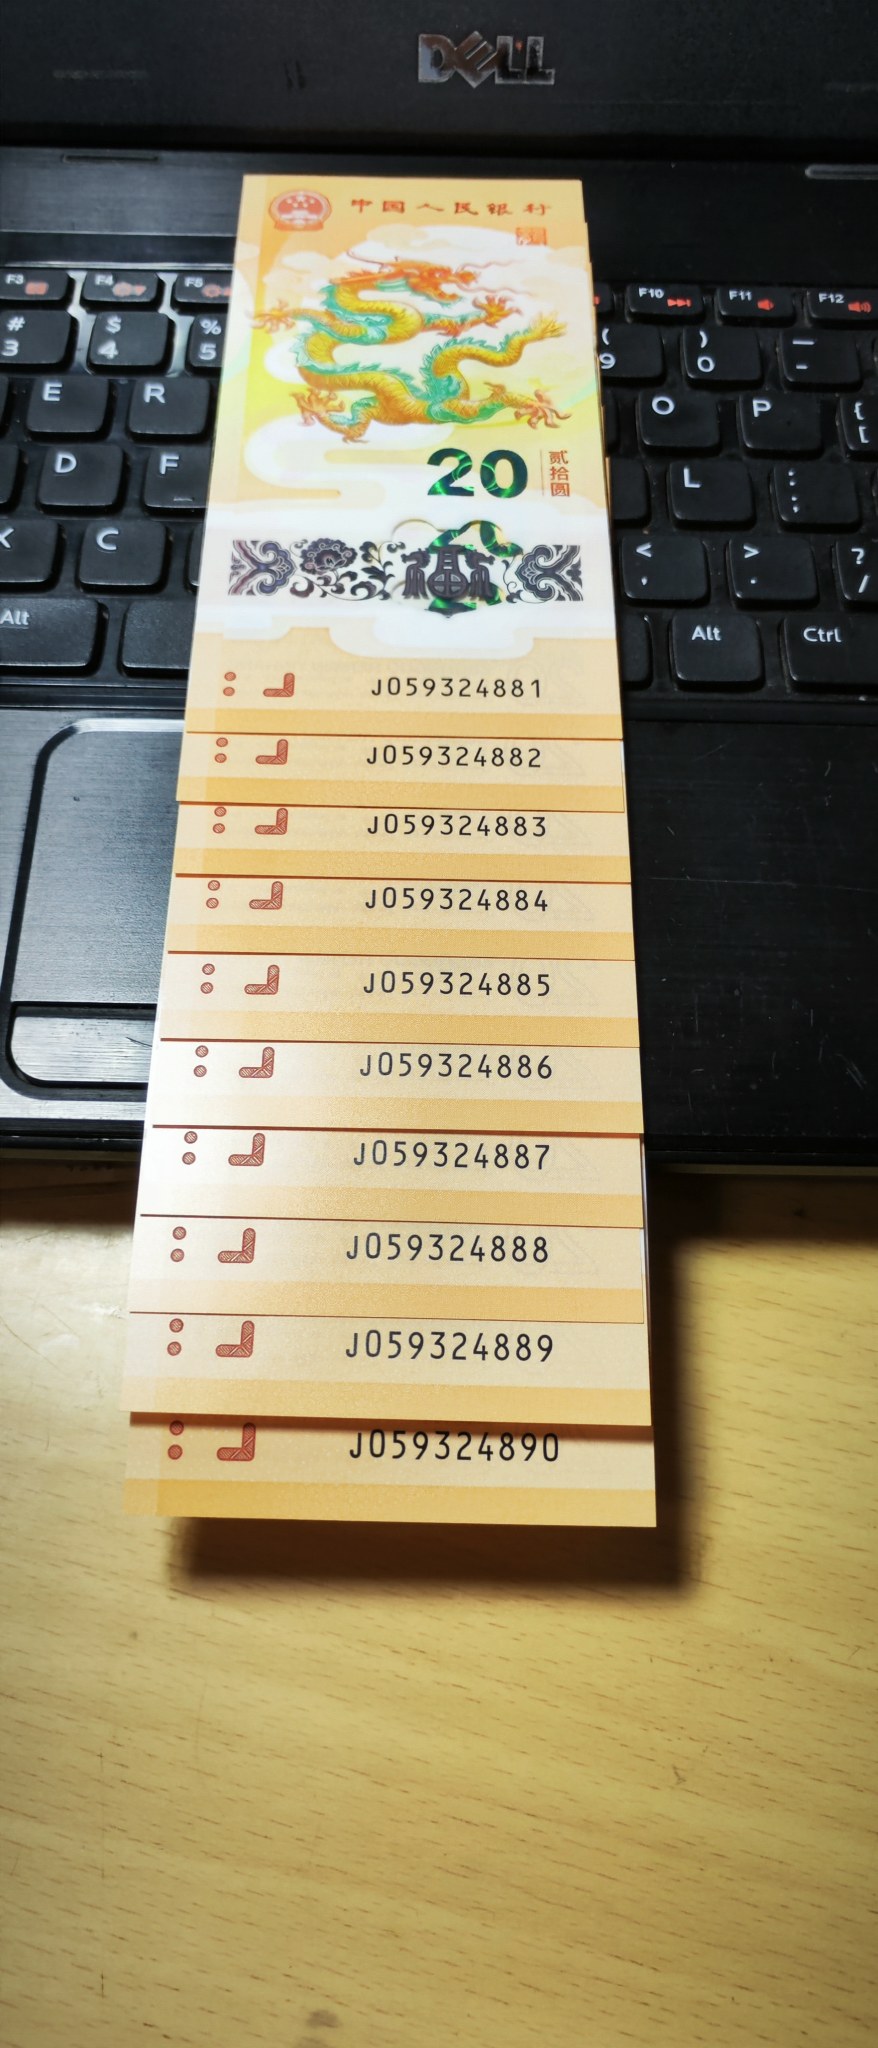 DELL
中国人民银行
F3 F4 F5 F10 F11 F12
# 3 $ 4 % 5 ( 9 ) 0 — -
E R O P { [
D F L : ;
C < , > . ? /
Alt Alt Ctrl
20 贰拾圆
J059324881
J059324882
J059324883
J059324884
J059324885
J059324886
J059324887
J059324888
J059324889
J059324890